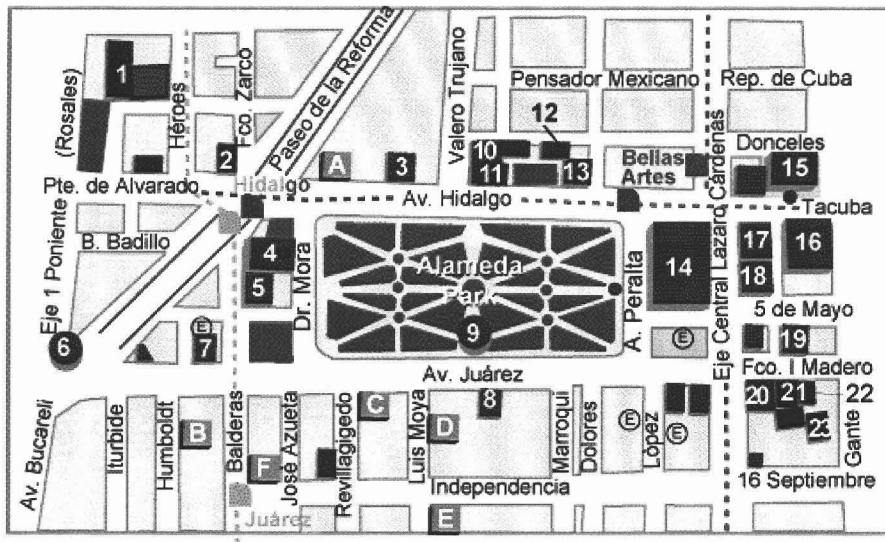 Pensador Mexicano
Rep. de Cuba
(Rosales)
Héroes
Fco. Zarco
Paseo de la Reforma
Valero Trujano
1
2
A
3
10
11
12
13
Bellas
Artes
Donceles
15
Pte. de Alvarado
Hidalgo
Av. Hidalgo
Tacuba
Eje 1 Poniente
B. Badillo
4
5
Dr. Mora
Alameda
Park
9
A. Peralta
14
Eje Central Lazaro Cárdenas
17
16
18
5 de Mayo
6
E
7
E
19
Av. Juárez
Fco. I Madero
Av. Bucareli
Iturbide
Humboldt
B
Balderas
F
José Azueta
Revillagigedo
C
Luis Moya
D
8
Marroqui
Dolores
E
López
E
20
21
22
23
Gante
Independencia
16 Septiembre
Juárez
E